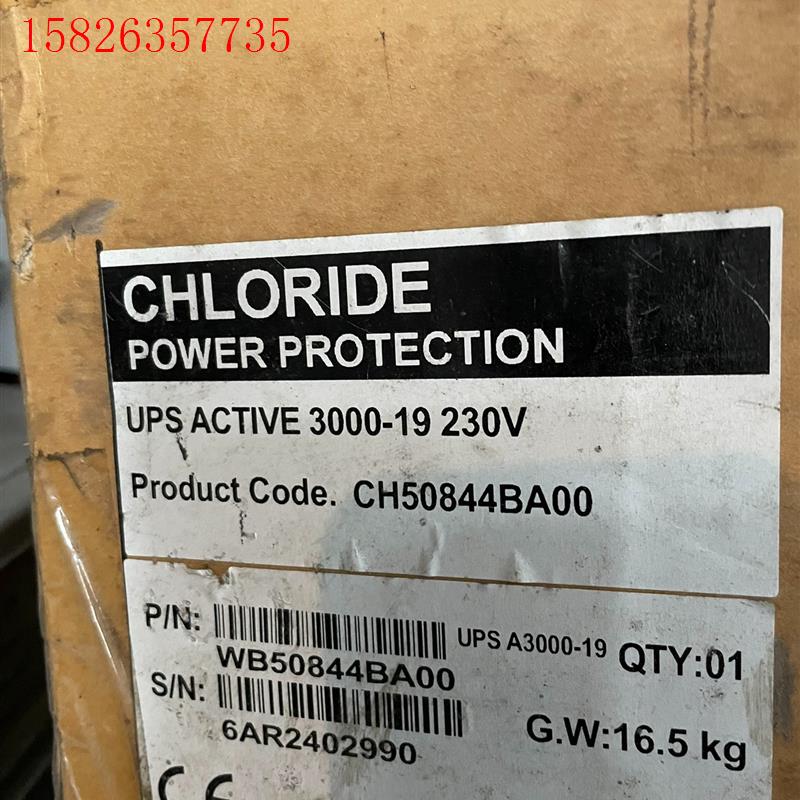 15826357735
CHLORIDE
POWER PROTECTION
UPS ACTIVE 3000-19 230V
Product Code. CH50844BA00
P/N: UPS A3000-19 QTY:01
WB50844BA00
S/N: G.W:16.5 kg
6AR2402990
CE